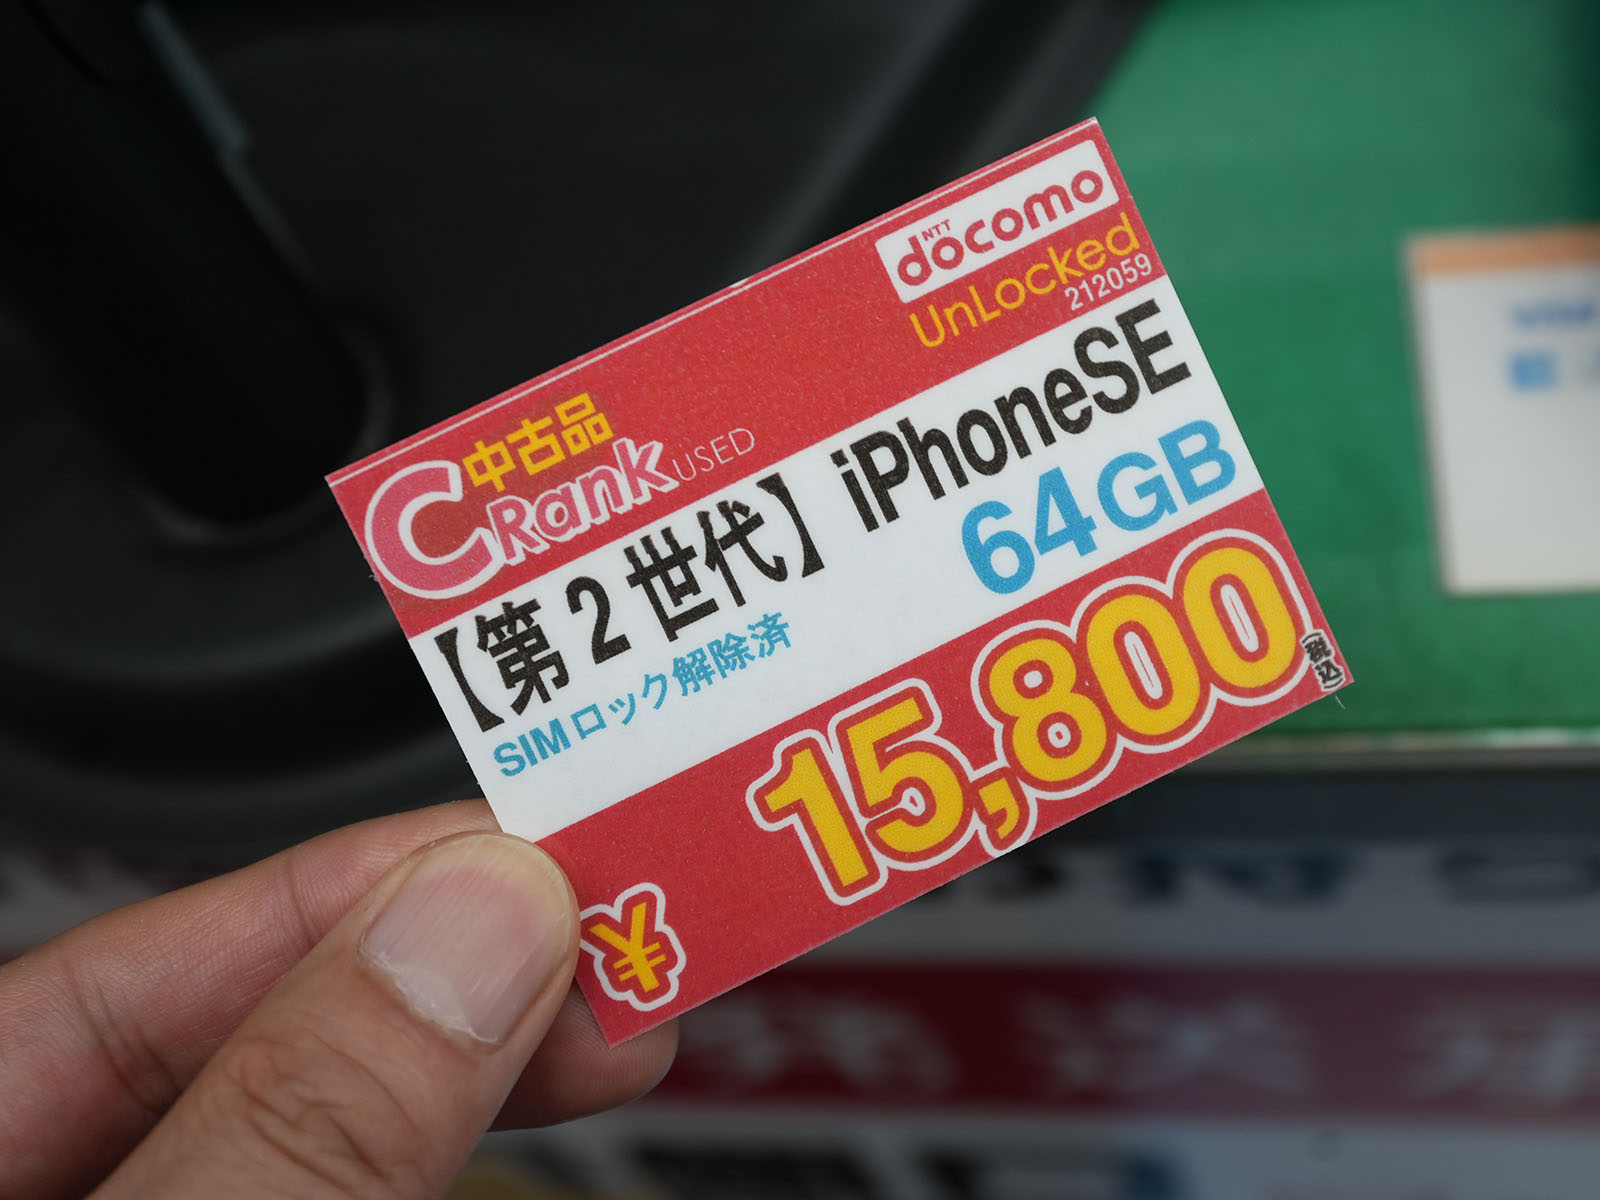 NTT
docomo
UnLocked
212059
中古品
C Rank USED
【第2世代】 iPhoneSE
64GB
SIMロック解除済
¥15,800(税込)